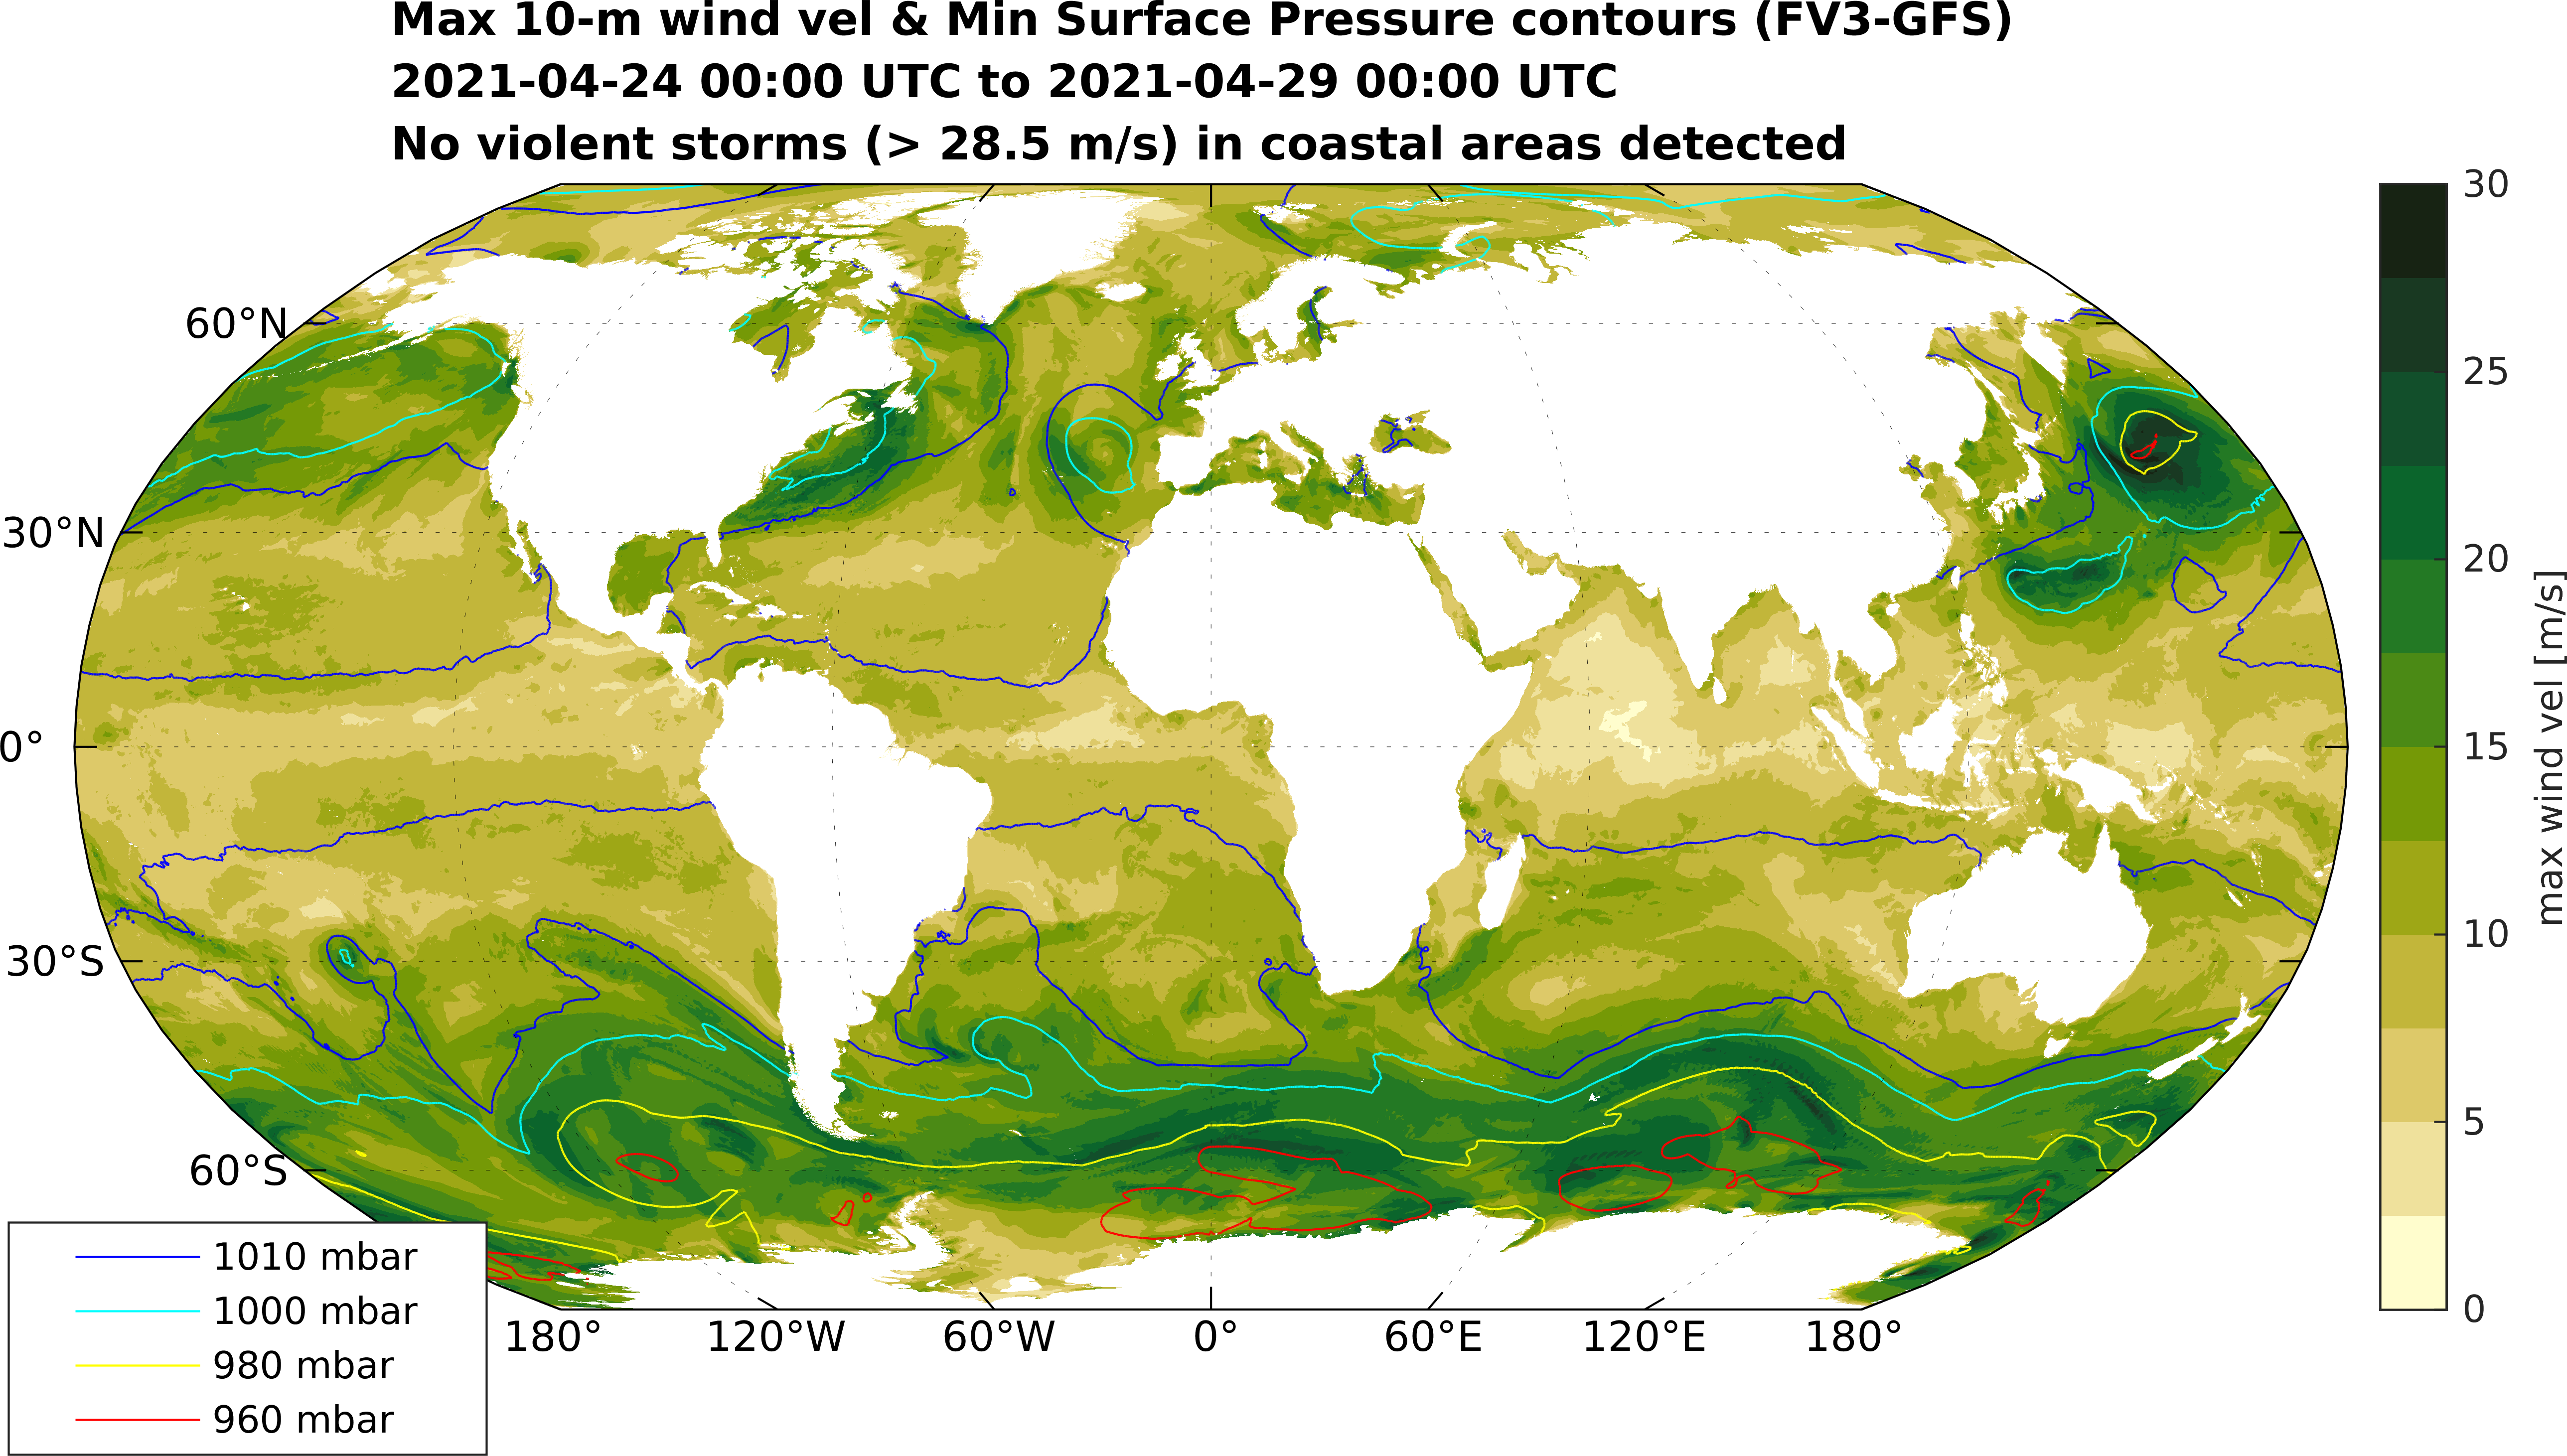 Max 10-m wind vel & Min Surface Pressure contours (FV3-GFS)
2021-04-24 00:00 UTC to 2021-04-29 00:00 UTC
No violent storms (> 28.5 m/s) in coastal areas detected
60°N
30°N
0°
30°S
60°S
180°
120°W
60°W
0°
60°E
120°E
180°
1010 mbar
1000 mbar
980 mbar
960 mbar
30
25
20
15
10
5
0
max wind vel [m/s]